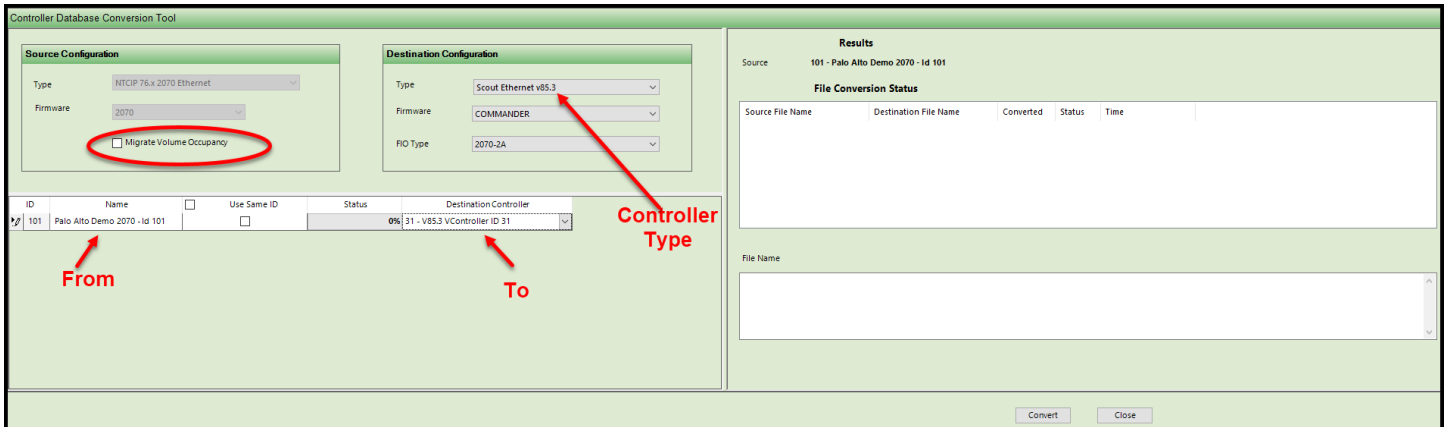 Controller Database Conversion Tool
Source Configuration
Type
NTCIP 76.x 2070 Ethernet
Firmware
2070
Migrate Volume Occupancy
Destination Configuration
Type
Scout Ethernet v85.3
Firmware
COMMANDER
FIO Type
2070-2A
ID Name Use Same ID Status Destination Controller
101 Palo Alto Demo 2070 - Id 101 0% 31 - V85.3 VController ID 31
From
To
Controller
Type
Results
Source 101 - Palo Alto Demo 2070 - Id 101
File Conversion Status
Source File Name Destination File Name Converted Status Time
File Name
Convert Close